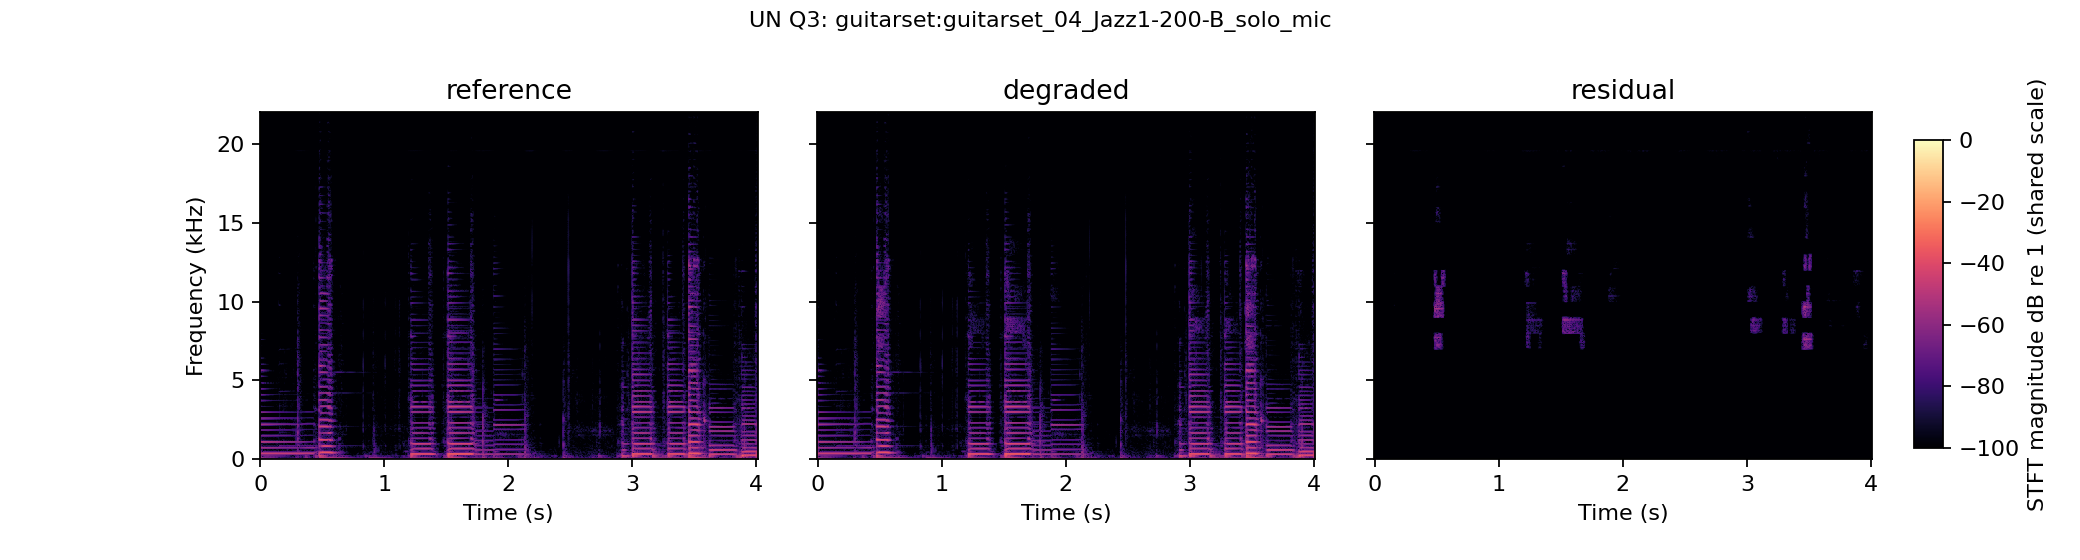 UN Q3: guitarset:guitarset_04_Jazz1-200-B_solo_mic
reference
degraded
residual
Frequency (kHz)
20
15
10
5
0
0 1 2 3 4
0 1 2 3 4
0 1 2 3 4
Time (s)
Time (s)
Time (s)
0
−20
−40
−60
−80
−100
STFT magnitude dB re 1 (shared scale)